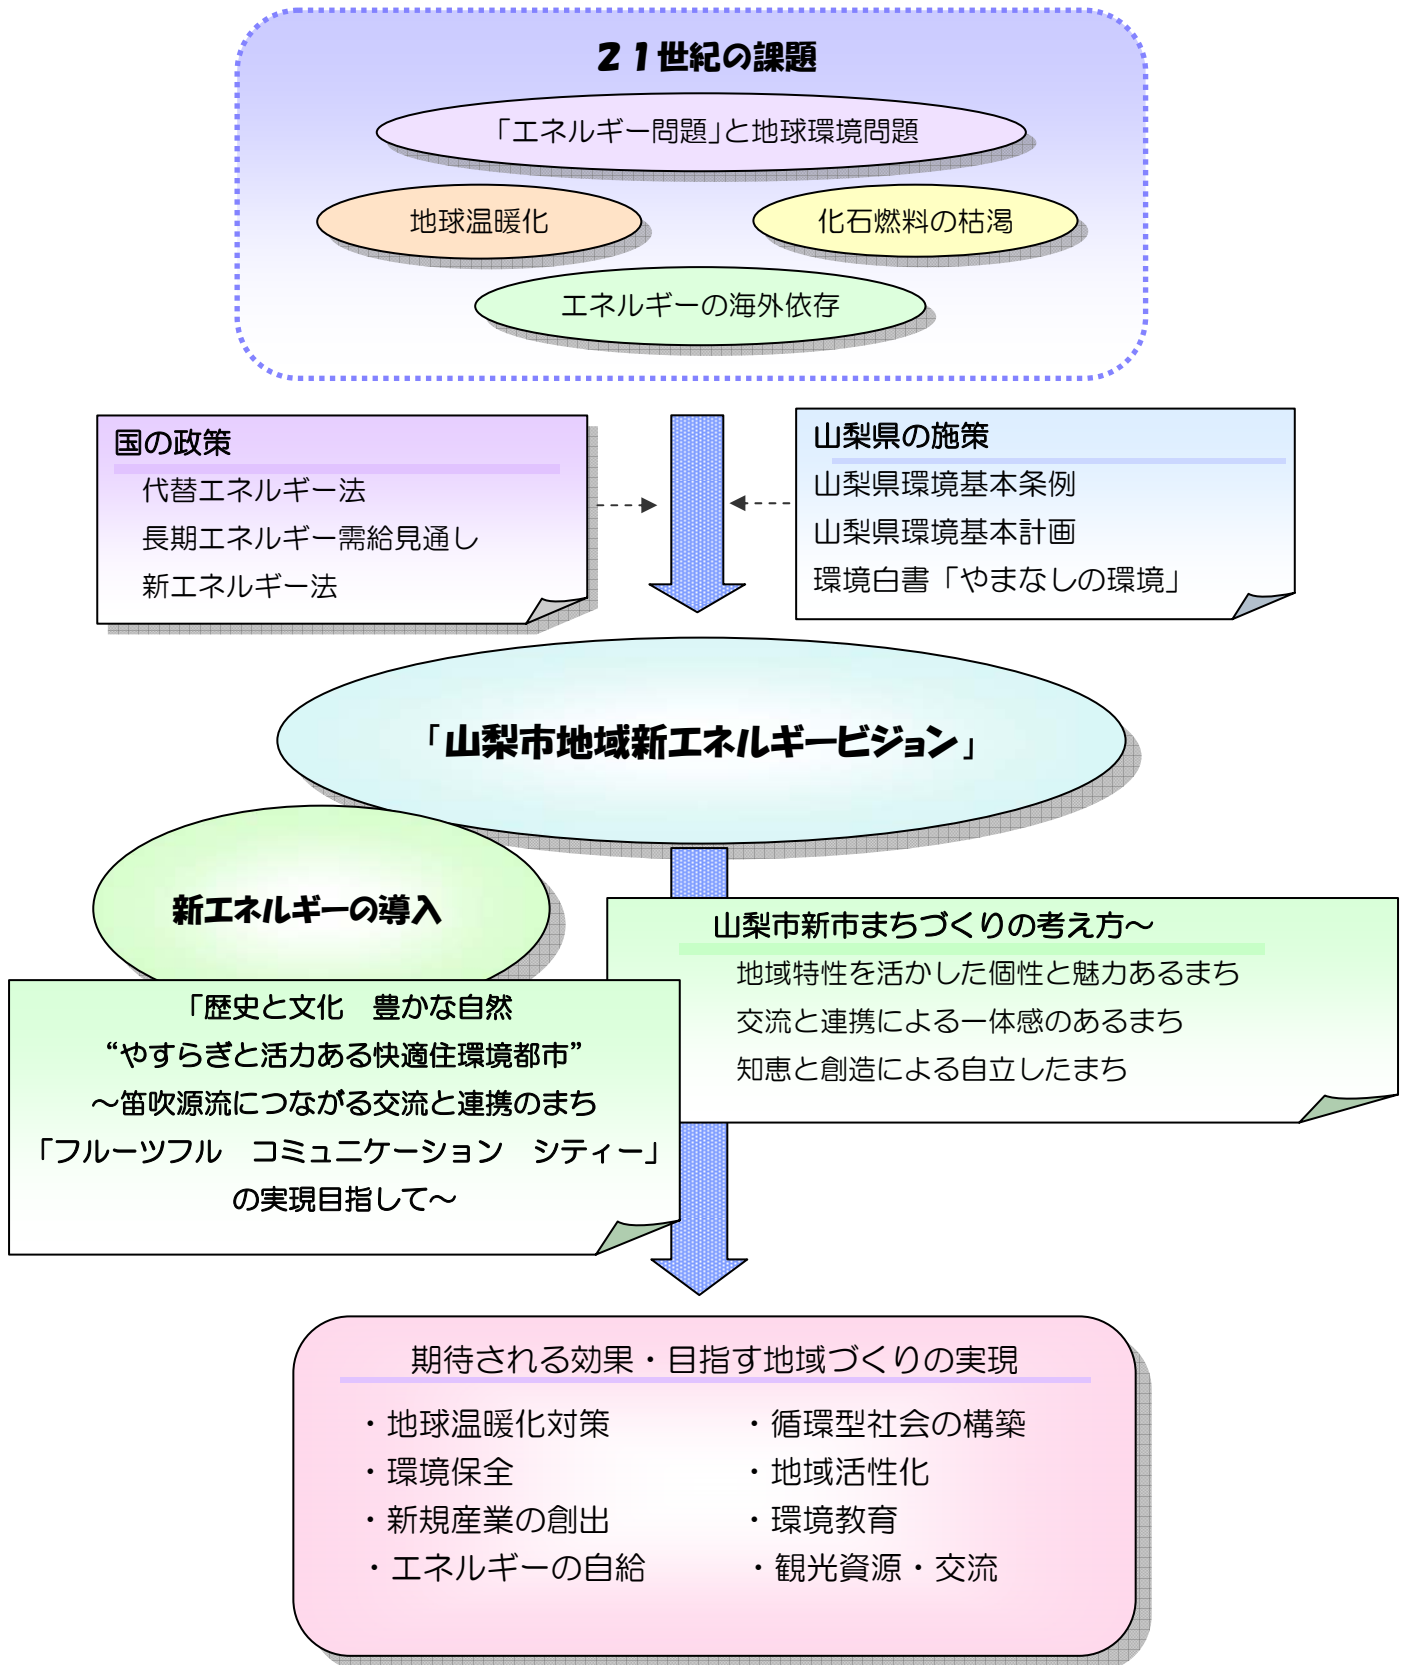 ２１世紀の課題
「エネルギー問題」と地球環境問題
地球温暖化
化石燃料の枯渇
エネルギーの海外依存
国の政策
代替エネルギー法
長期エネルギー需給見通し
新エネルギー法
山梨県の施策
山梨県環境基本条例
山梨県環境基本計画
環境白書「やまなしの環境」
「山梨市地域新エネルギービジョン」
新エネルギーの導入
山梨市新市まちづくりの考え方～
地域特性を活かした個性と魅力あるまち
交流と連携による一体感のあるまち
知恵と創造による自立したまち
「歴史と文化　豊かな自然
“やすらぎと活力ある快適住環境都市”
～笛吹源流につながる交流と連携のまち
「フルーツフル　コミュニケーション　シティー」
の実現目指して～
期待される効果・目指す地域づくりの実現
・地球温暖化対策
・環境保全
・新規産業の創出
・エネルギーの自給
・循環型社会の構築
・地域活性化
・環境教育
・観光資源・交流